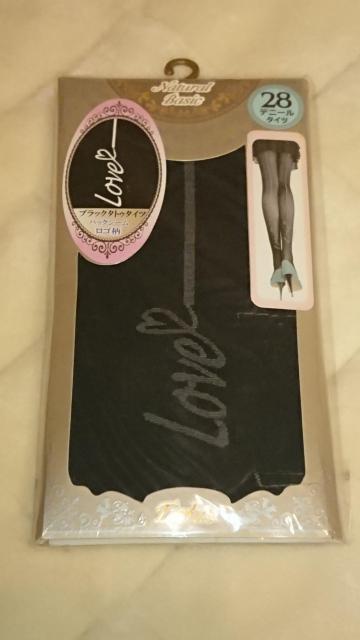 Natural
Basic
28
デニール
タイツ
Love
ブラックタトゥタイツ
バックシーム
ロゴ柄
Love